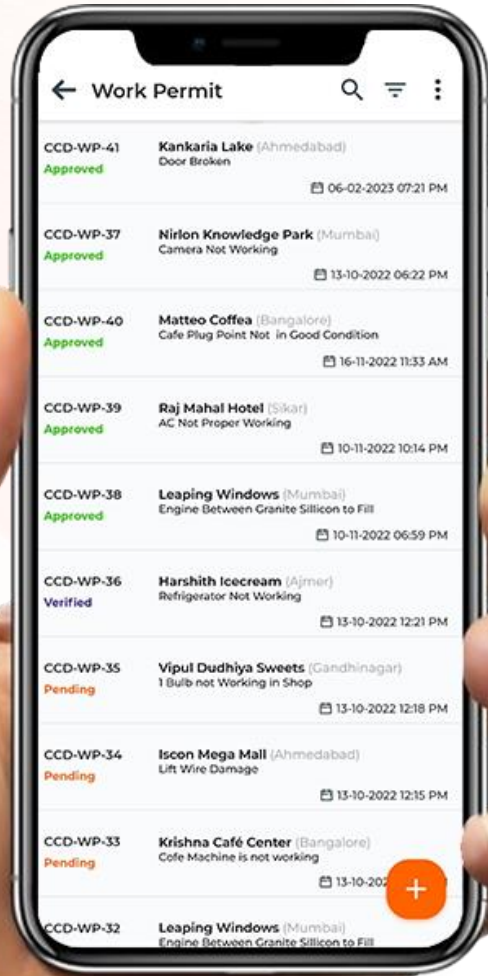 Work Permit
CCD-WP-41 Kankaria Lake (Ahmedabad)
Approved Door Broken
06-02-2023 07:21 PM
CCD-WP-37 Nirlon Knowledge Park (Mumbai)
Approved Camera Not Working
13-10-2022 06:22 PM
CCD-WP-40 Matteo Coffea (Bangalore)
Approved Cafe Plug Point Not in Good Condition
16-11-2022 11:33 AM
CCD-WP-39 Raj Mahal Hotel (Sikar)
Approved AC Not Proper Working
10-11-2022 10:14 PM
CCD-WP-38 Leaping Windows (Mumbai)
Approved Engine Between Granite Sillicon to Fill
10-11-2022 06:59 PM
CCD-WP-36 Harshith Icecream (Ajmer)
Verified Refrigerator Not Working
13-10-2022 12:21 PM
CCD-WP-35 Vipul Dudhiya Sweets (Gandhinagar)
Pending 1 Bulb not Working in Shop
13-10-2022 12:18 PM
CCD-WP-34 Iscon Mega Mall (Ahmedabad)
Pending Lift Wire Damage
13-10-2022 12:15 PM
CCD-WP-33 Krishna Café Center (Bangalore)
Pending Cofe Machine is not working
13-10-202
CCD-WP-32 Leaping Windows (Mumbai)
Engine Between Granite Sillicon to Fill